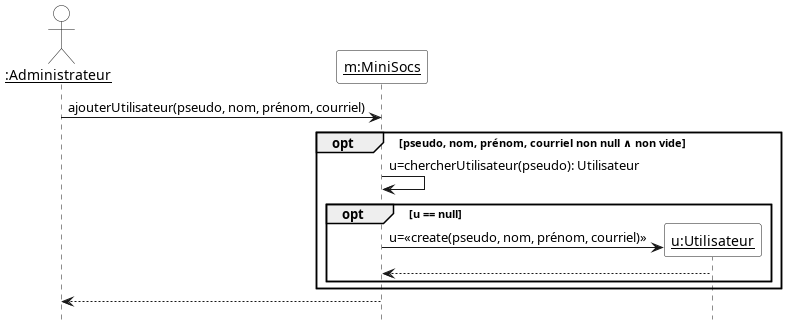 :Administrateur
m:MiniSocs
ajouterUtilisateur(pseudo, nom, prénom, courriel)
opt [pseudo, nom, prénom, courriel non null ∧ non vide]
u=chercherUtilisateur(pseudo): Utilisateur
opt [u == null]
u=«create(pseudo, nom, prénom, courriel)»
u:Utilisateur